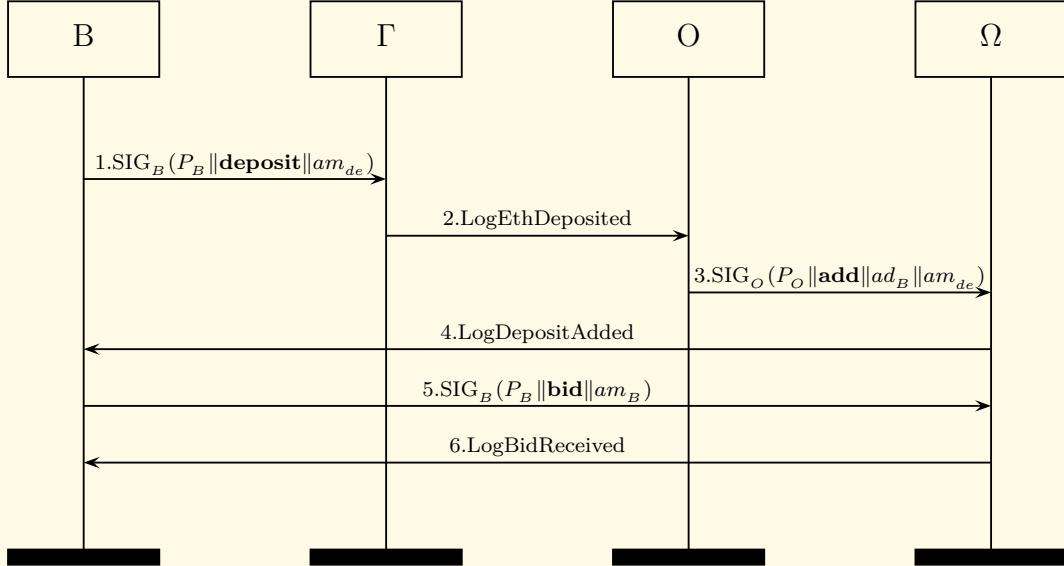 B Γ O Ω
1.SIG_B(P_B‖deposit‖am_de)
2.LogEthDeposited
3.SIG_O(P_O‖add‖ad_B‖am_de)
4.LogDepositAdded
5.SIG_B(P_B‖bid‖am_B)
6.LogBidReceived